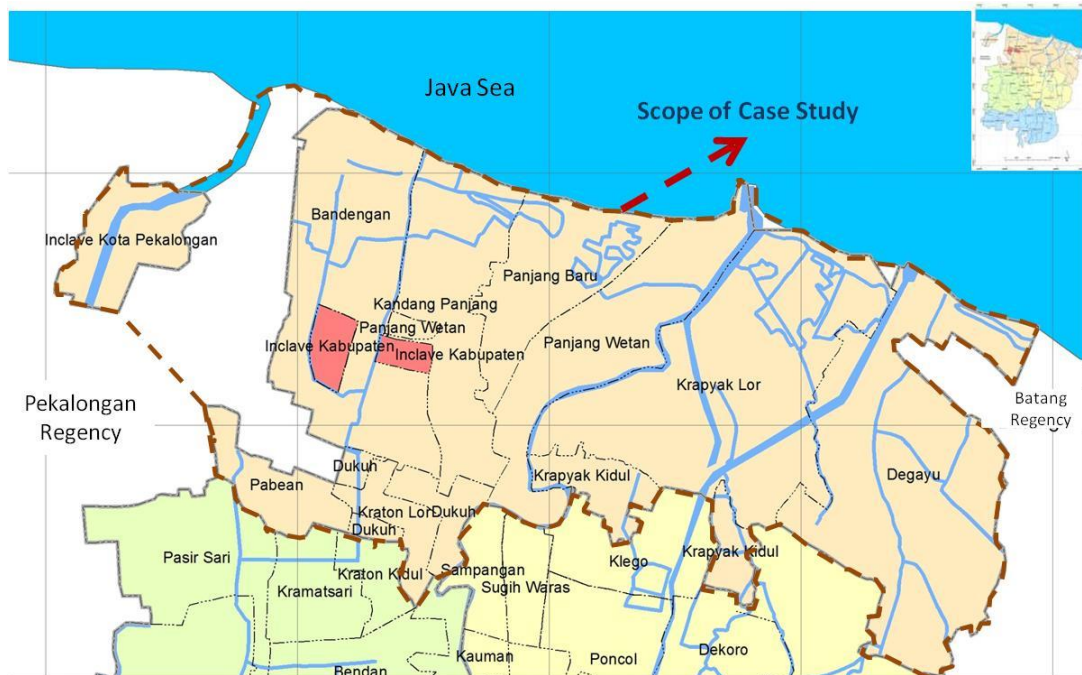 Java Sea
Scope of Case Study
Bandengan
Inclave Kota Pekalongan
Panjang Baru
Kandang Panjang
Panjang Wetan
Inclave Kabupaten
Inclave Kabupaten
Panjang Wetan
Krapyak Lor
Pekalongan
Regency
Batang
Regency
Dukuh
Krapyak Kidul
Degayu
Pabean
Kraton Lor
Dukuh
Dukuh
Pasir Sari
Klego
Krapyak Kidul
Kraton Kidul
Sampangan
Kramatsari
Sugih Waras
Kauman
Poncol
Dekoro
Bendan